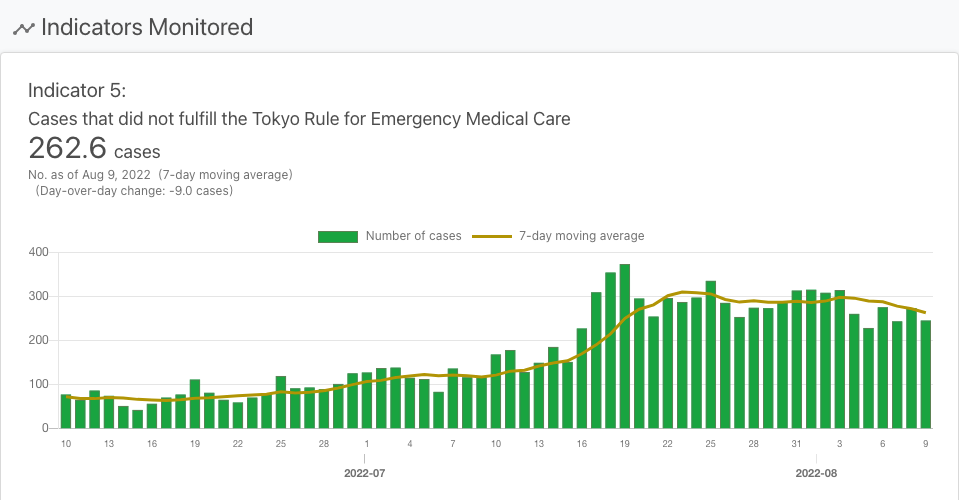 Indicators Monitored
Indicator 5:
Cases that did not fulfill the Tokyo Rule for Emergency Medical Care
262.6 cases
No. as of Aug 9, 2022 (7-day moving average)
(Day-over-day change: -9.0 cases)
Number of cases 7-day moving average
400
300
200
100
0
10 13 16 19 22 25 28 1 4 7 10 13 16 19 22 25 28 31 3 6 9
2022-07 2022-08